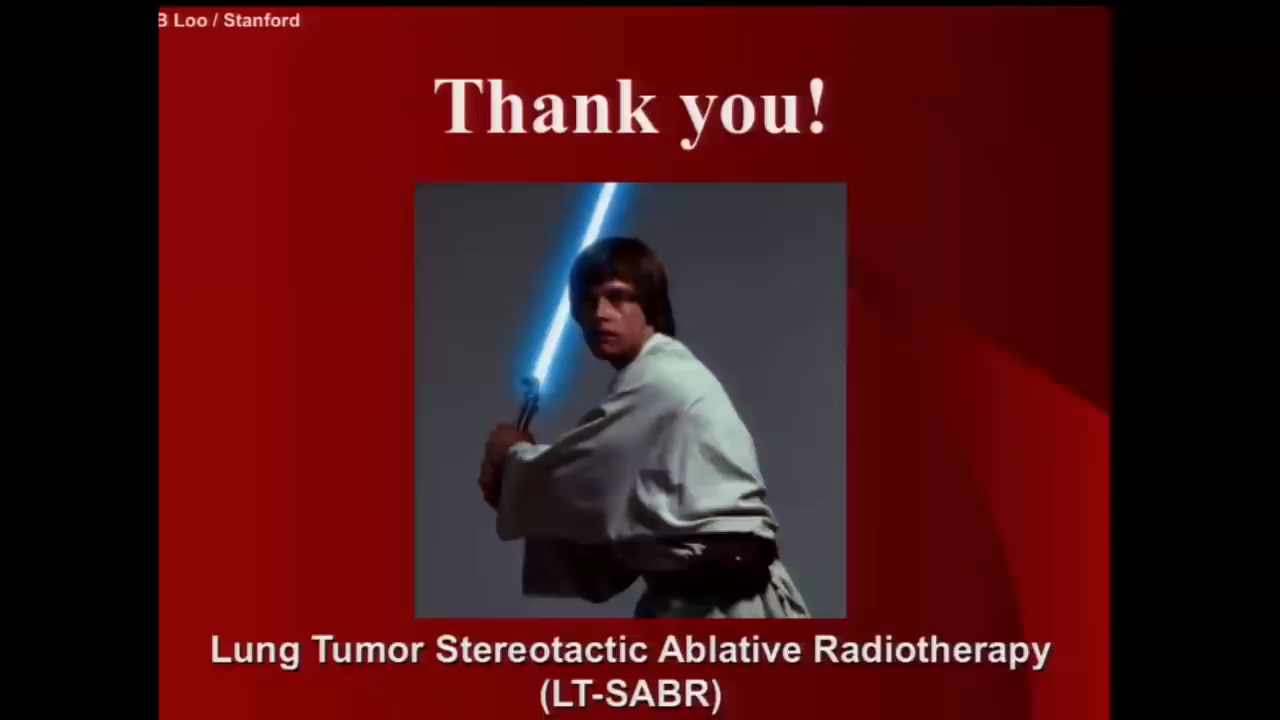 B Loo / Stanford
Thank you!
Lung Tumor Stereotactic Ablative Radiotherapy
(LT-SABR)